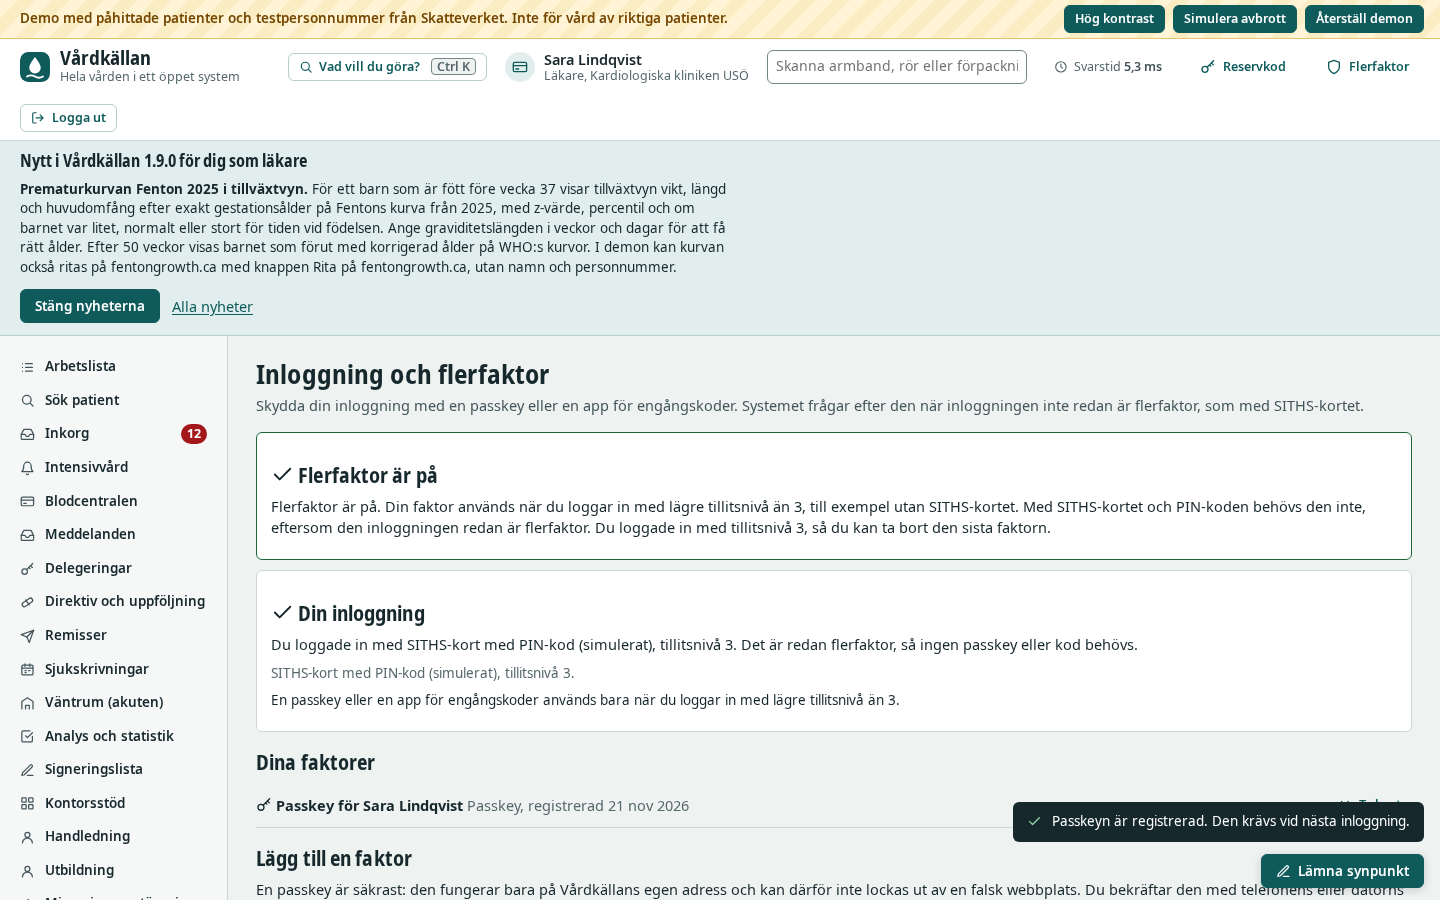 Demo med påhittade patienter och testpersonnummer från Skatteverket. Inte för vård av riktiga patienter.
Hög kontrast
Simulera avbrott
Återställ demon
Vårdkällan
Hela vården i ett öppet system
Vad vill du göra? Ctrl K
Sara Lindqvist
Läkare, Kardiologiska kliniken USÖ
Skanna armband, rör eller förpackni
Svarstid 5,3 ms
Reservkod
Flerfaktor
Logga ut
Nytt i Vårdkällan 1.9.0 för dig som läkare
Prematurkurvan Fenton 2025 i tillväxtvyn. För ett barn som är fött före vecka 37 visar tillväxtvyn vikt, längd
och huvudomfång efter exakt gestationsålder på Fentons kurva från 2025, med z-värde, percentil och om
barnet var litet, normalt eller stort för tiden vid födelsen. Ange graviditetslängden i veckor och dagar för att få
rätt ålder. Efter 50 veckor visas barnet som förut med korrigerad ålder på WHO:s kurvor. I demon kan kurvan
också ritas på fentongrowth.ca med knappen Rita på fentongrowth.ca, utan namn och personnummer.
Stäng nyheterna
Alla nyheter
Arbetslista
Sök patient
Inkorg 12
Intensivvård
Blodcentralen
Meddelanden
Delegeringar
Direktiv och uppföljning
Remisser
Sjukskrivningar
Väntrum (akuten)
Analys och statistik
Signeringslista
Kontorsstöd
Handledning
Utbildning
Inloggning och flerfaktor
Skydda din inloggning med en passkey eller en app för engångskoder. Systemet frågar efter den när inloggningen inte redan är flerfaktor, som med SITHS-kortet.
Flerfaktor är på
Flerfaktor är på. Din faktor används när du loggar in med lägre tillitsnivå än 3, till exempel utan SITHS-kortet. Med SITHS-kortet och PIN-koden behövs den inte,
eftersom den inloggningen redan är flerfaktor. Du loggade in med tillitsnivå 3, så du kan ta bort den sista faktorn.
Din inloggning
Du loggade in med SITHS-kort med PIN-kod (simulerat), tillitsnivå 3. Det är redan flerfaktor, så ingen passkey eller kod behövs.
SITHS-kort med PIN-kod (simulerat), tillitsnivå 3.
En passkey eller en app för engångskoder används bara när du loggar in med lägre tillitsnivå än 3.
Dina faktorer
Passkey för Sara Lindqvist Passkey, registrerad 21 nov 2026
Passkeyn är registrerad. Den krävs vid nästa inloggning.
Lägg till en faktor
Lämna synpunkt
En passkey är säkrast: den fungerar bara på Vårdkällans egen adress och kan därför inte lockas ut av en falsk webbplats. Du bekräftar den med telefonens eller datorns